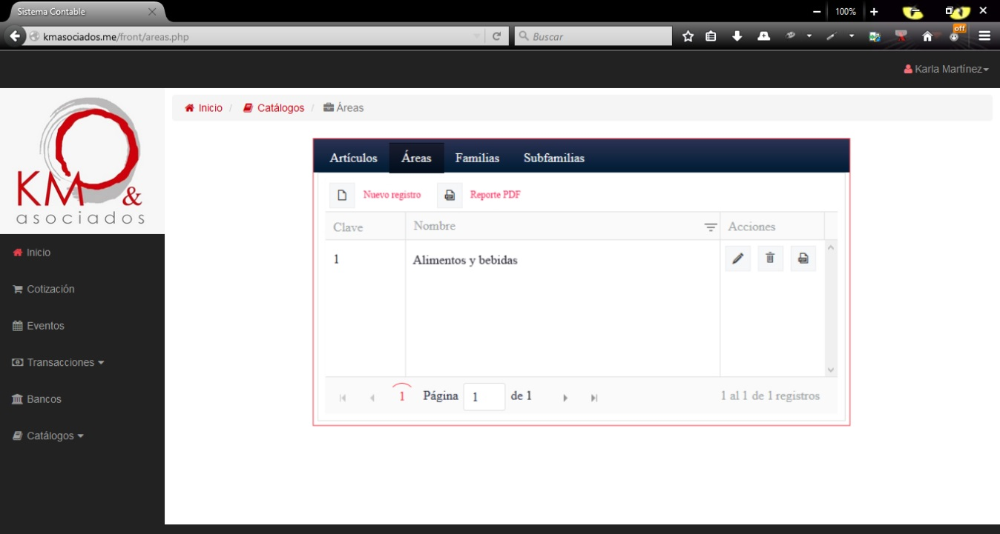 Sistema Contable
100%
kmasociados.me/front/areas.php
Buscar
off
Karla Martínez
KM &
asociados
Inicio / Catálogos / Áreas
Artículos Áreas Familias Subfamilias
Nuevo registro Reporte PDF
Clave Nombre Acciones
1 Alimentos y bebidas
1 Página 1 de 1 1 al 1 de 1 registros
Inicio
Cotización
Eventos
Transacciones
Bancos
Catálogos